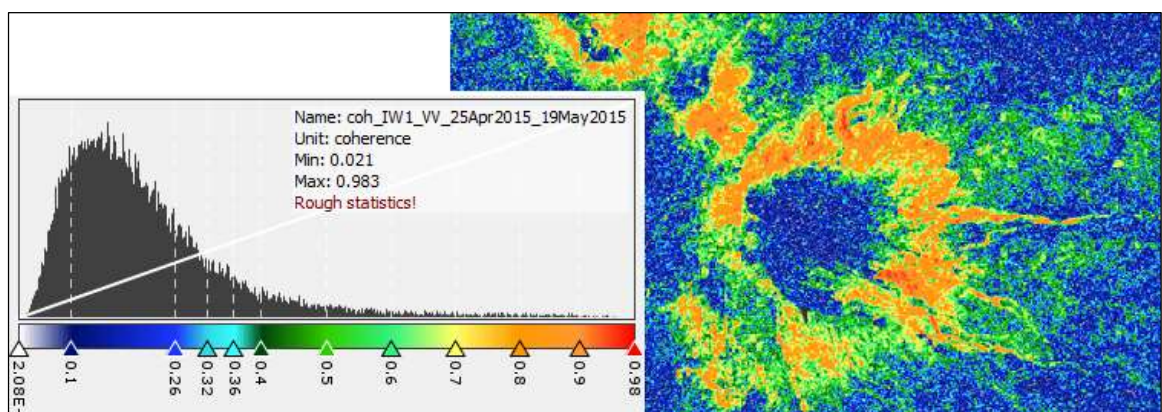 Name: coh_IW1_VV_25Apr2015_19May2015
Unit: coherence
Min: 0.021
Max: 0.983
Rough statistics!
2.08E-
0.1
0.26
0.32
0.36
0.4
0.5
0.6
0.7
0.8
0.9
0.98